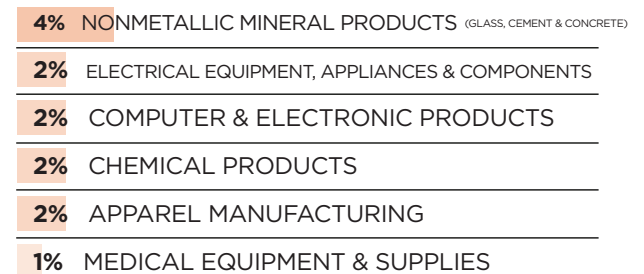 4% NONMETALLIC MINERAL PRODUCTS (GLASS, CEMENT & CONCRETE)
2% ELECTRICAL EQUIPMENT, APPLIANCES & COMPONENTS
2% COMPUTER & ELECTRONIC PRODUCTS
2% CHEMICAL PRODUCTS
2% APPAREL MANUFACTURING
1% MEDICAL EQUIPMENT & SUPPLIES